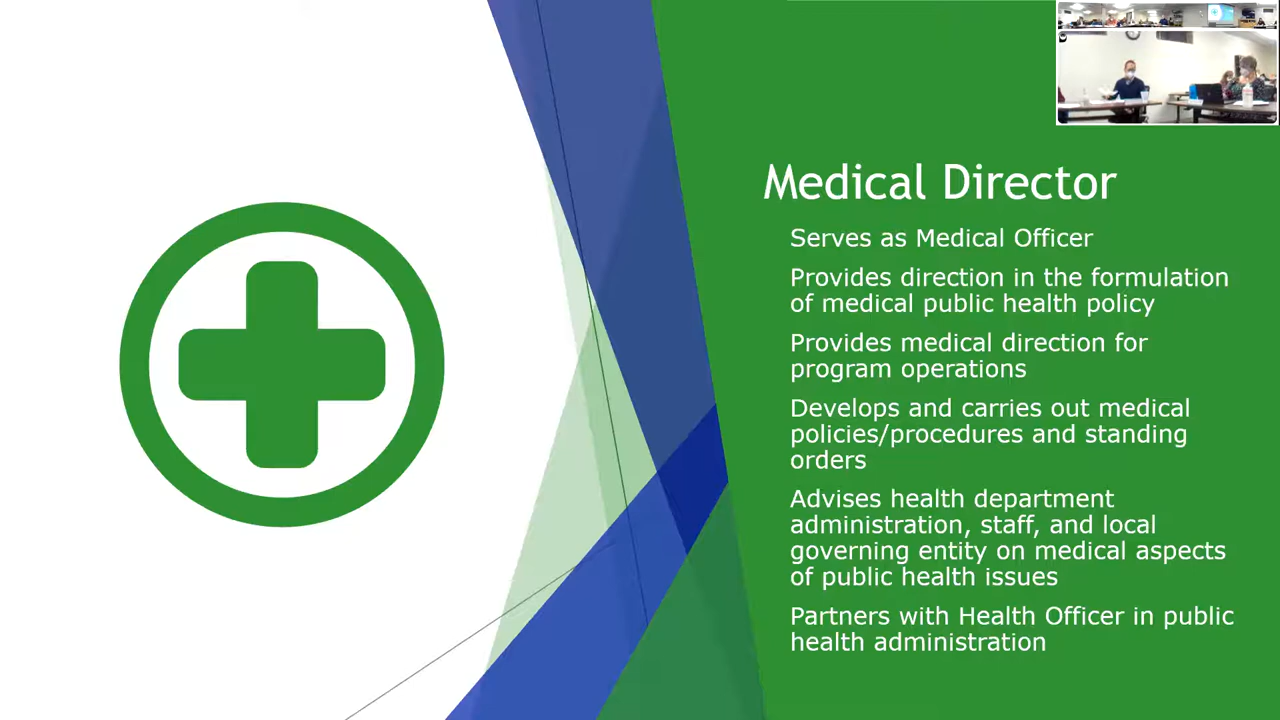 Medical Director
Serves as Medical Officer
Provides direction in the formulation
of medical public health policy
Provides medical direction for
program operations
Develops and carries out medical
policies/procedures and standing
orders
Advises health department
administration, staff, and local
governing entity on medical aspects
of public health issues
Partners with Health Officer in public
health administration